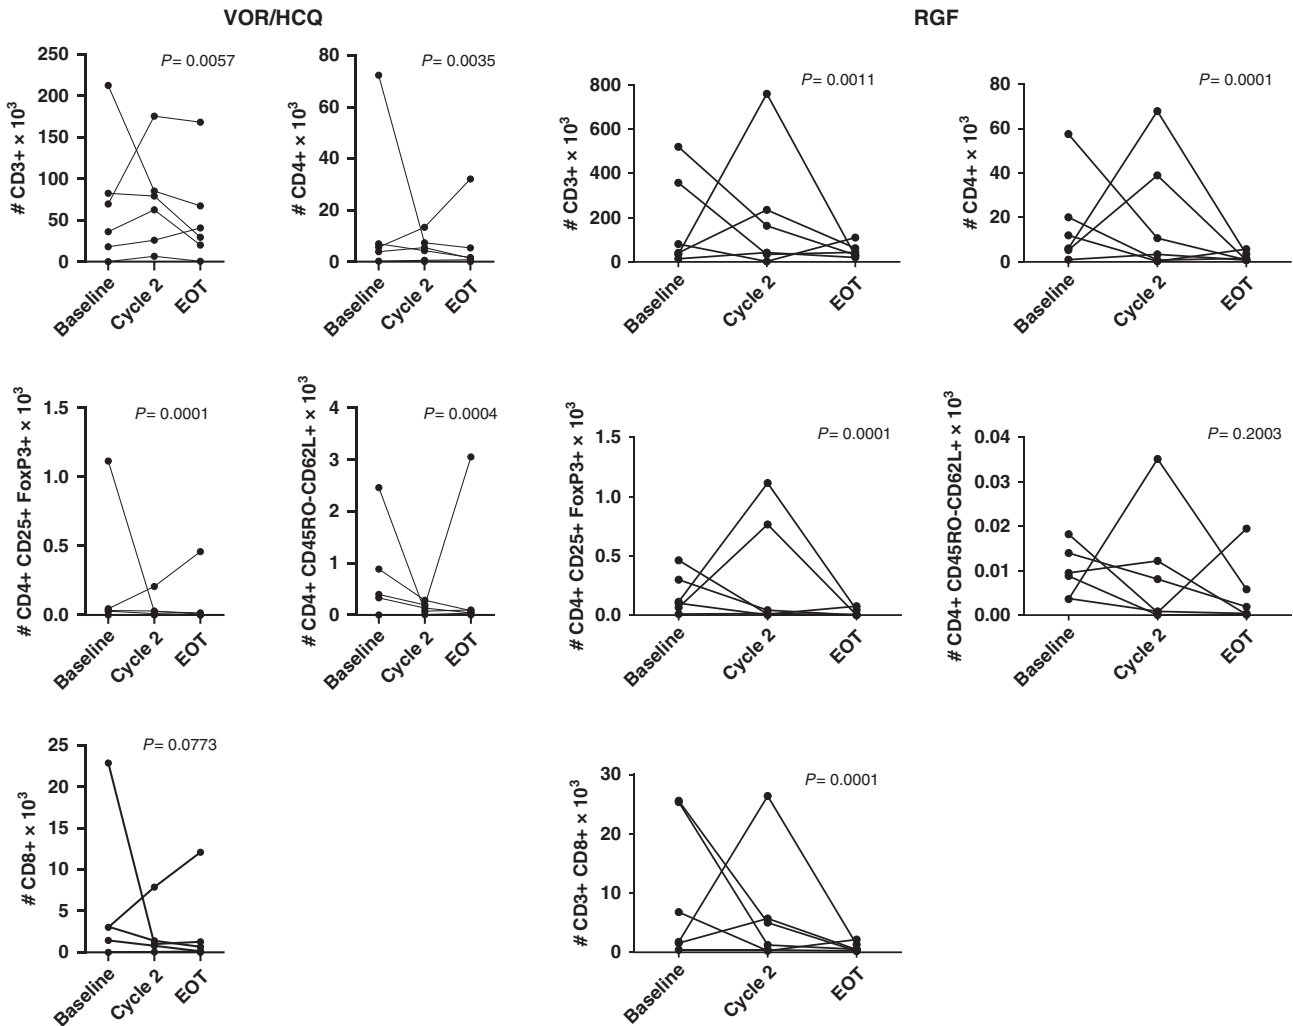 VOR/HCQ
RGF
# CD3+ × 10³
250
200
150
100
50
0
P= 0.0057
Baseline
Cycle 2
EOT
# CD4+ × 10³
80
60
40
20
0
P= 0.0035
Baseline
Cycle 2
EOT
# CD3+ × 10³
800
600
400
200
0
P= 0.0011
Baseline
Cycle 2
EOT
# CD4+ × 10³
80
60
40
20
0
P= 0.0001
Baseline
Cycle 2
EOT
# CD4+ CD25+ FoxP3+ × 10³
1.5
1.0
0.5
0.0
P= 0.0001
Baseline
Cycle 2
EOT
# CD4+ CD45RO-CD62L+ × 10³
4
3
2
1
0
P= 0.0004
Baseline
Cycle 2
EOT
# CD4+ CD25+ FoxP3+ × 10³
1.5
1.0
0.5
0.0
P= 0.0001
Baseline
Cycle 2
EOT
# CD4+ CD45RO-CD62L+ × 10³
0.04
0.03
0.02
0.01
0.00
P= 0.2003
Baseline
Cycle 2
EOT
# CD8+ × 10³
25
20
15
10
5
0
P= 0.0773
Baseline
Cycle 2
EOT
# CD3+ CD8+ × 10³
30
20
10
0
P= 0.0001
Baseline
Cycle 2
EOT